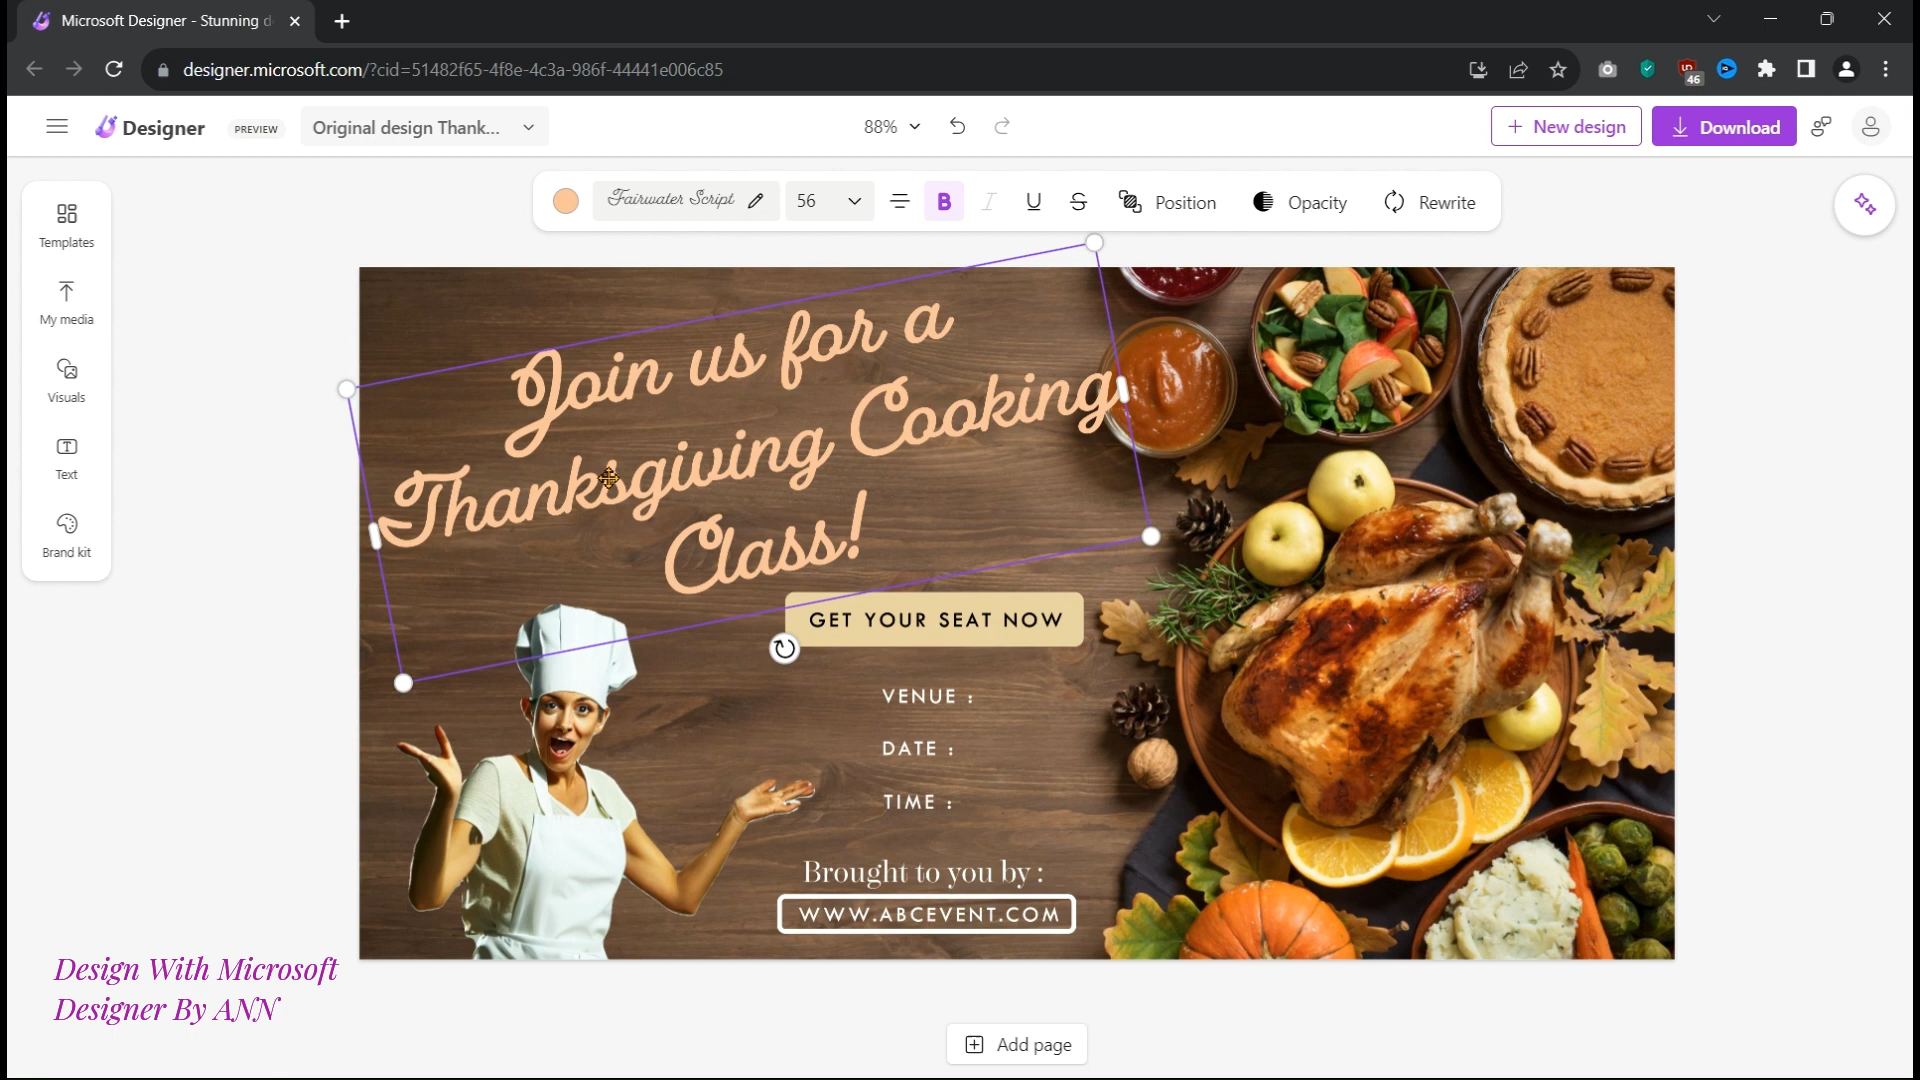 Microsoft Designer - Stunning d
designer.microsoft.com/?cid=51482f65-4f8e-4c3a-986f-44441e006c85
46
Designer PREVIEW Original design Thank... 88% New design Download
Fairwater Script 56 B I U S Position Opacity Rewrite
Templates
My media
Visuals
Text
Brand kit
Join us for a
Thanksgiving Cooking
Class!
GET YOUR SEAT NOW
VENUE :
DATE :
TIME :
Brought to you by :
WWW.ABCEVENT.COM
Design With Microsoft
Designer By ANN
Add page